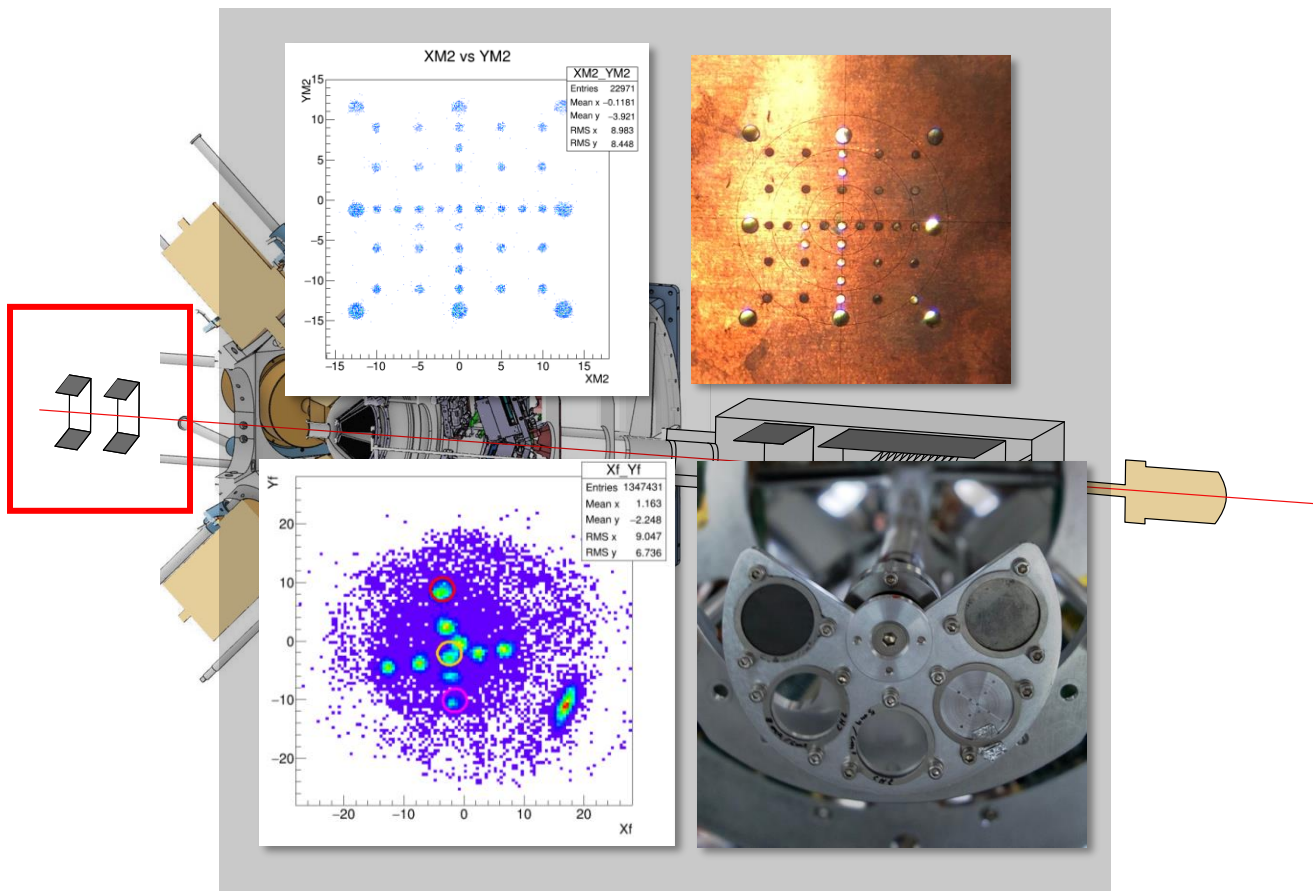 XM2 vs YM2
XM2_YM2
Entries 22971
Mean x −0.1181
Mean y −3.921
RMS x 8.983
RMS y 8.448
YM2
15
10
5
0
−5
−10
−15
−15 −10 −5 0 5 10 15
XM2
Xf_Yf
Entries 1347431
Mean x 1.163
Mean y −2.248
RMS x 9.047
RMS y 6.736
Yf
20
10
0
−10
−20
−20 −10 0 10 20
Xf